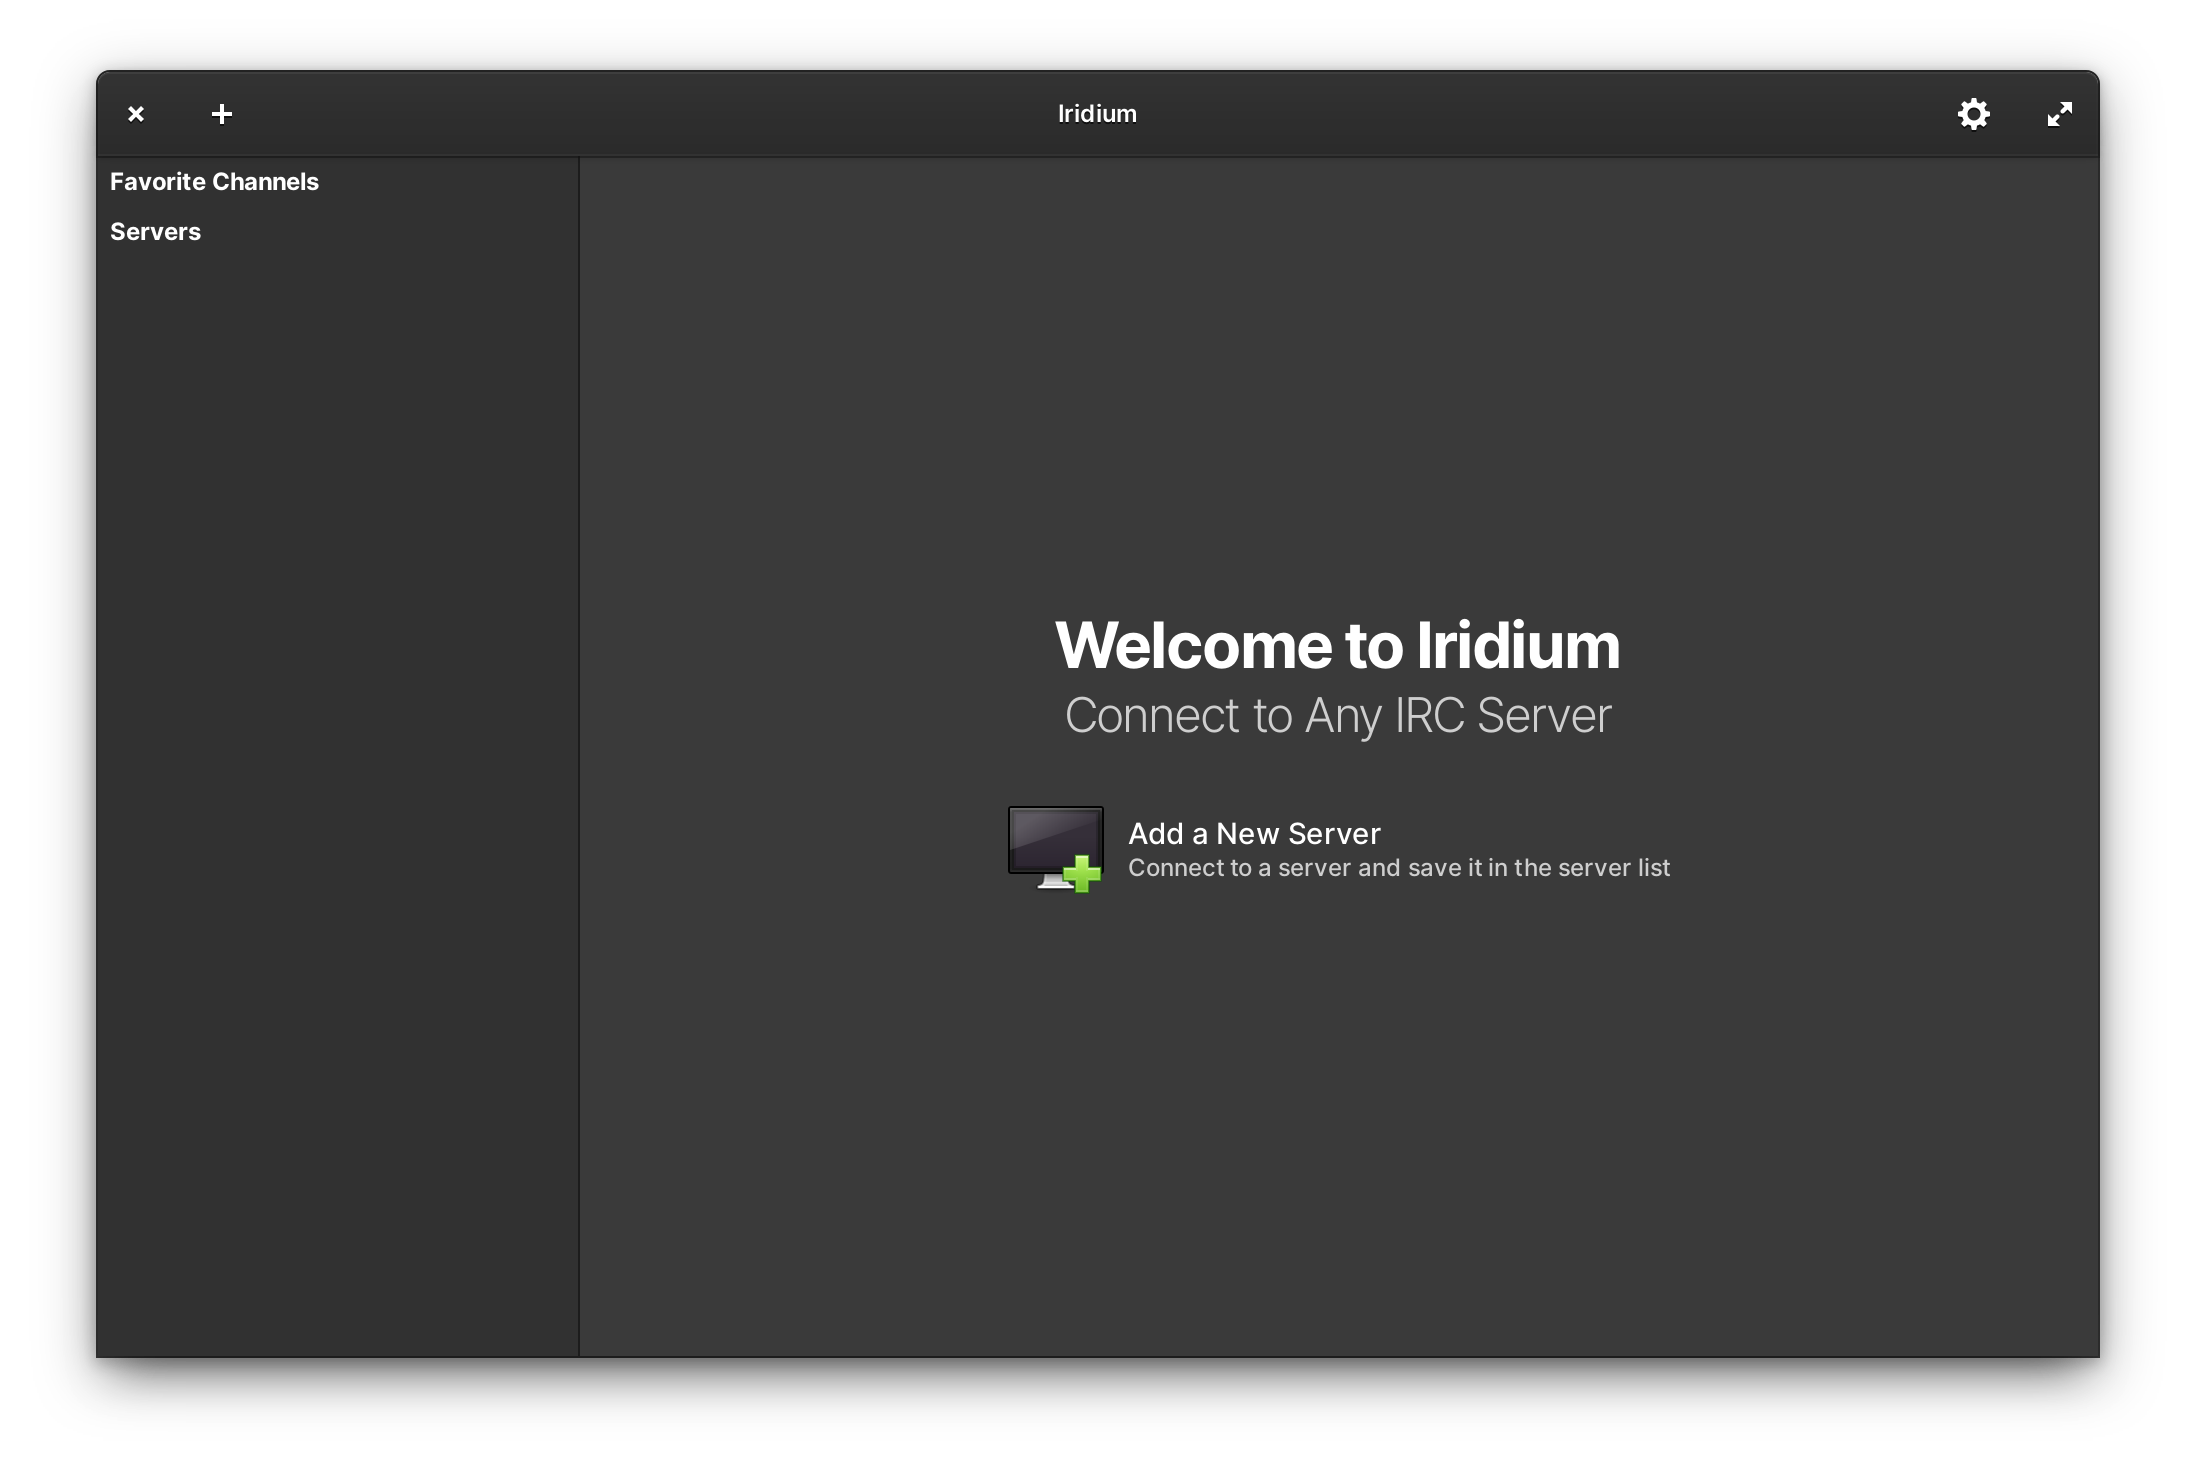 Iridium
Favorite Channels
Servers
Welcome to Iridium
Connect to Any IRC Server
Add a New Server
Connect to a server and save it in the server list